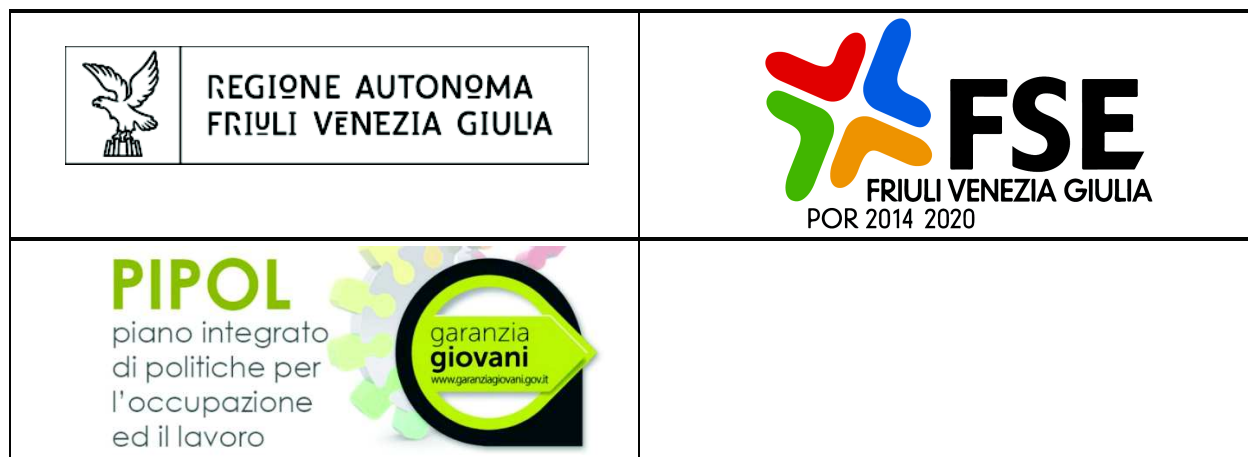 REGIONE AUTONOMA
FRIULI VENEZIA GIULIA
FSE
FRIULI VENEZIA GIULIA
POR 2014 2020
PIPOL
piano integrato
di politiche per
l'occupazione
ed il lavoro
garanzia
giovani
www.garanziagiovani.gov.it